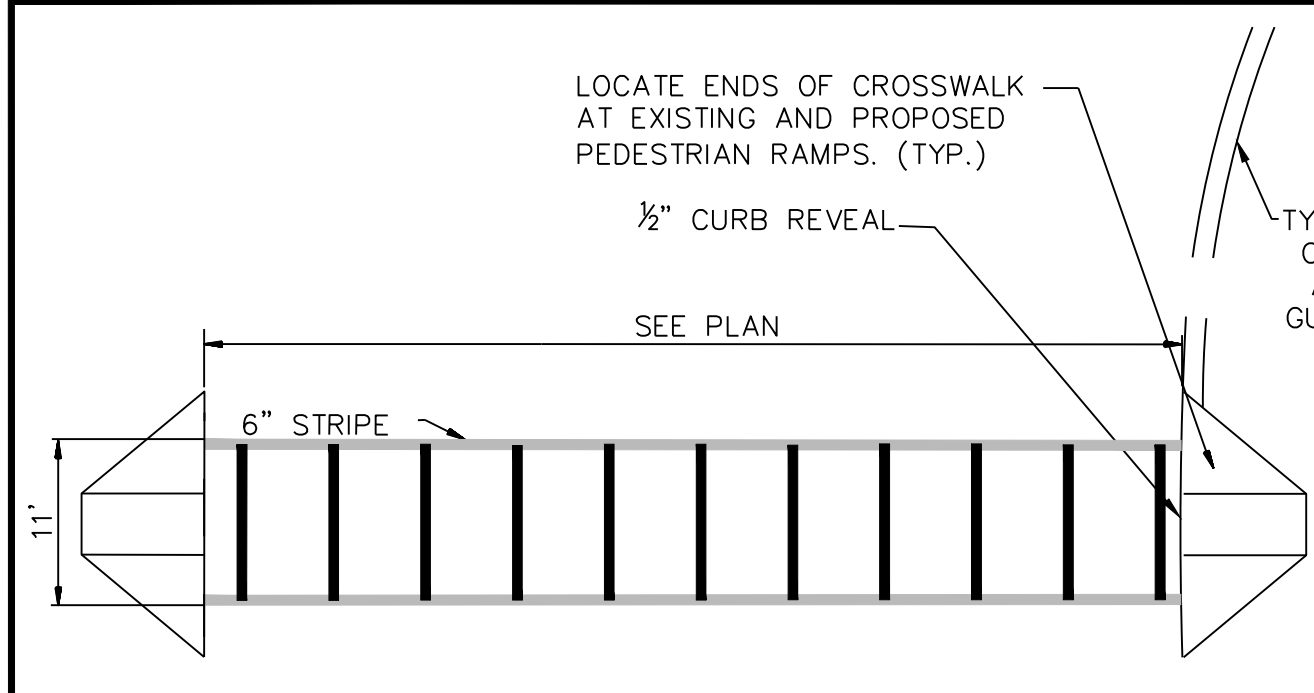 LOCATE ENDS OF CROSSWALK
AT EXISTING AND PROPOSED
PEDESTRIAN RAMPS. (TYP.)
½” CURB REVEAL
SEE PLAN
6” STRIPE
11’